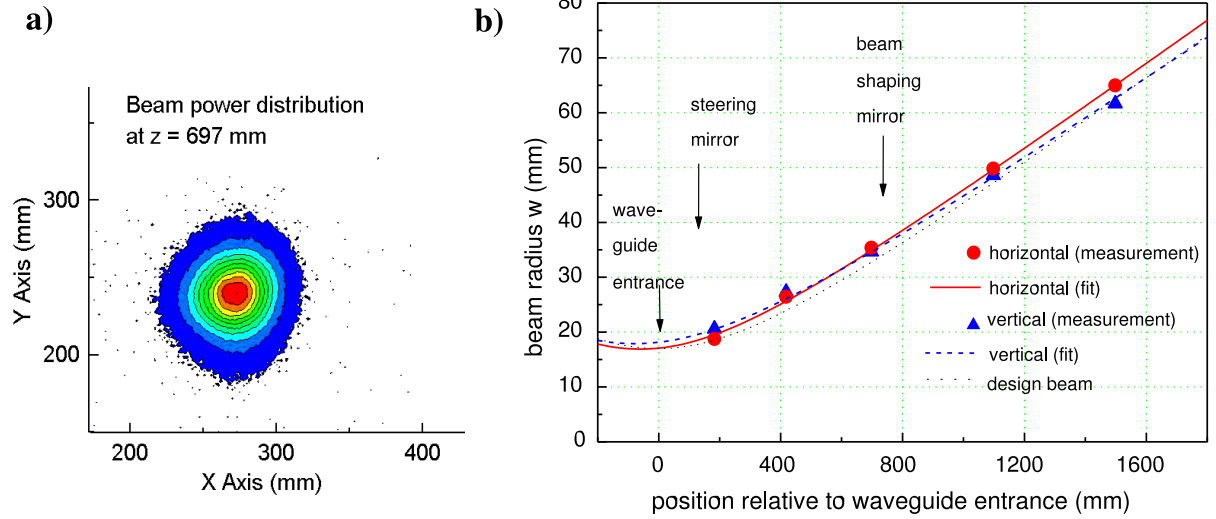 a)
Beam power distribution
at z = 697 mm
300
200
Y Axis (mm)
200
300
400
X Axis (mm)
b)
80
70
60
50
40
30
20
10
0
beam radius w (mm)
wave-
guide
entrance
steering
mirror
beam
shaping
mirror
horizontal (measurement)
horizontal (fit)
vertical (measurement)
vertical (fit)
design beam
0
400
800
1200
1600
position relative to waveguide entrance (mm)